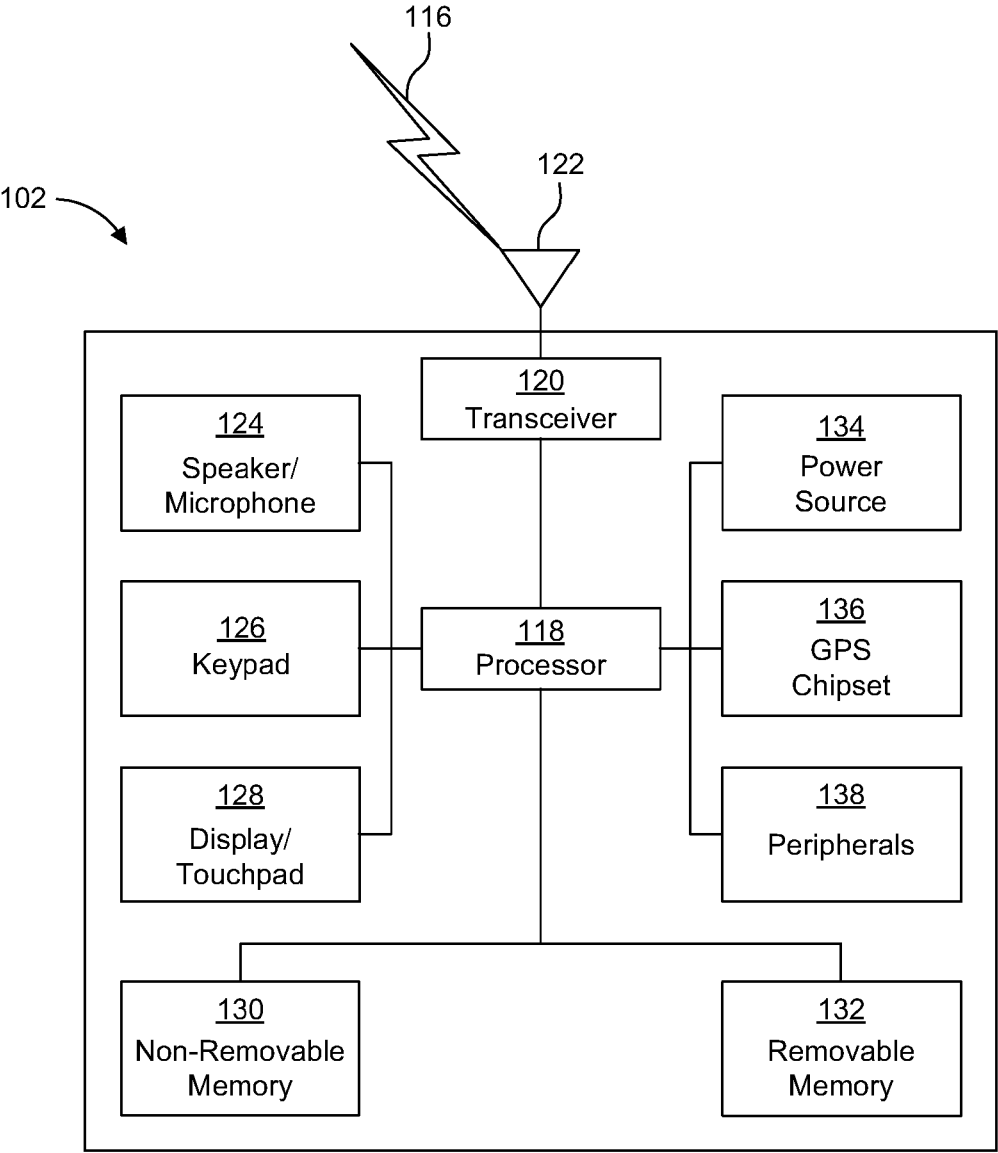 116
122
102
120
Transceiver
124
Speaker/
Microphone
134
Power
Source
126
Keypad
118
Processor
136
GPS
Chipset
128
Display/
Touchpad
138
Peripherals
130
Non-Removable
Memory
132
Removable
Memory